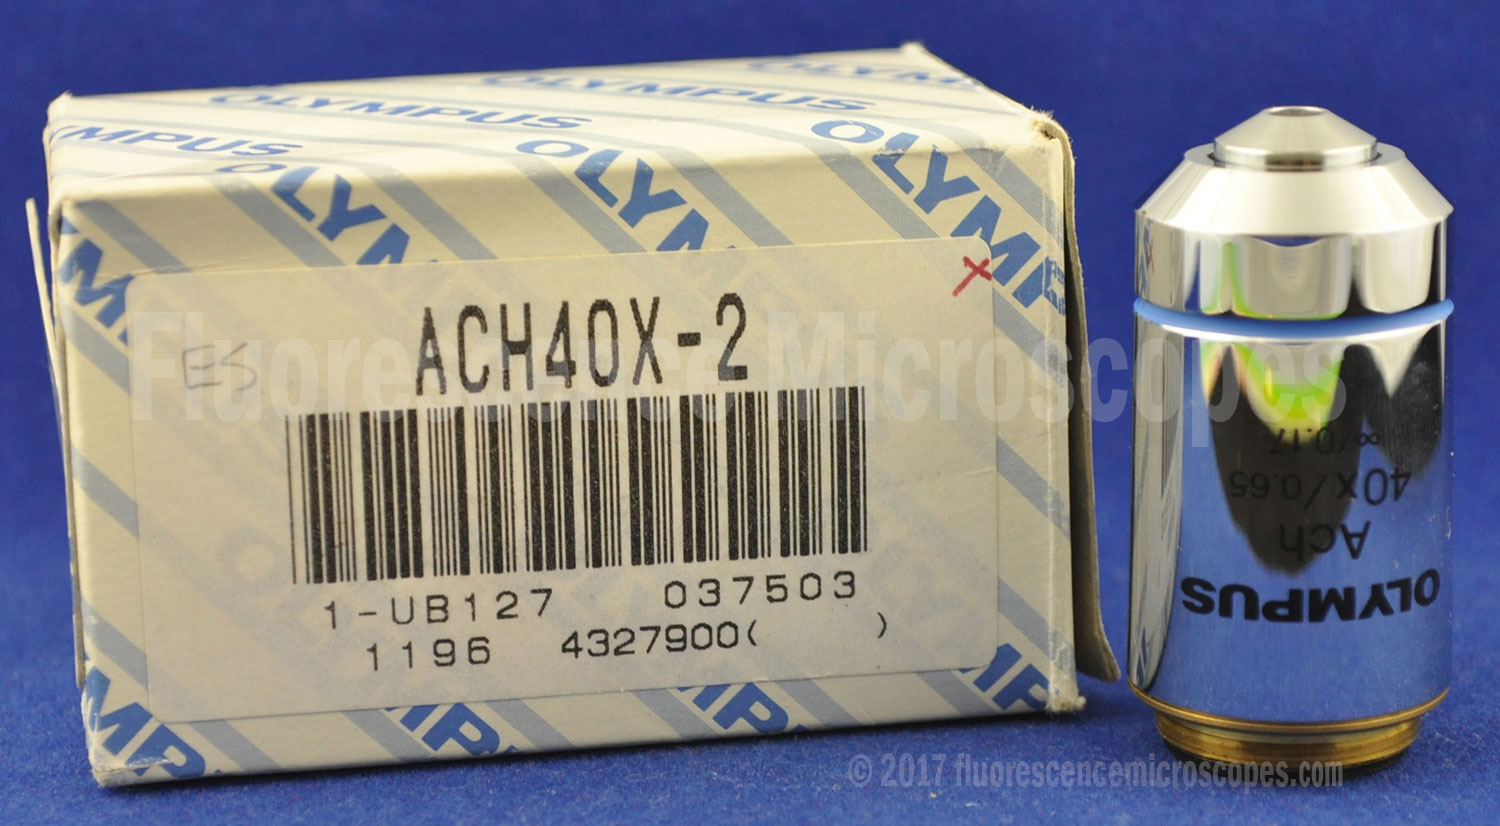 OLYMPUS
OLYMPUS
OLYMPUS
OLYMPUS
ACH40X-2
ES
Fluorescence Microscopes
1-UB127 037503
1196 4327900( )
∞/0.17
40X/0.65
Ach
OLYMPUS
© 2017 fluorescencemicroscopes.com